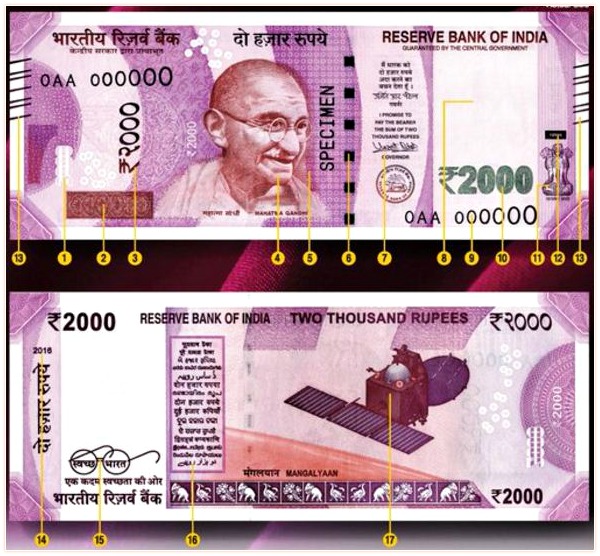 भारतीय रिज़र्व बैंक
केन्द्रीय सरकार द्वारा प्रत्याभूत
दो हज़ार रुपये
RESERVE BANK OF INDIA
GUARANTEED BY THE CENTRAL GOVERNMENT
0AA 000000
₹२०००
₹2000
SPECIMEN
मैं धारक को
दो हज़ार रुपये
अदा करने का
वचन देता हूँ।
गवर्नर
I PROMISE TO
PAY THE BEARER
THE SUM OF TWO
THOUSAND RUPEES
GOVERNOR
₹2000
महात्मा गांधी
MAHATMA GANDHI
0AA 000000
13 1 2 3 4 5 6 7 8 9 10 11 12 13
₹2000
RESERVE BANK OF INDIA
TWO THOUSAND RUPEES
₹२०००
2016
दो हज़ार रुपये
₹2000
स्वच्छ भारत
एक कदम स्वच्छता की ओर
भारतीय रिज़र्व बैंक
मंगलयान MANGALYAAN
₹2000
14 15 16 17